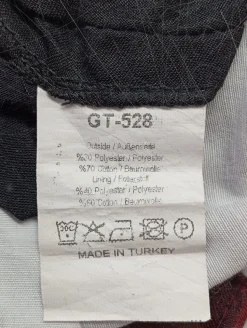 GT-528
Outside / Außenseite
%30 Polyester / Polyester
%70 Cotton / Baumwolle
Lining /
%40 Polyester / Polyester
%60 Cotton / Baumwolle
MADE IN TURKEY